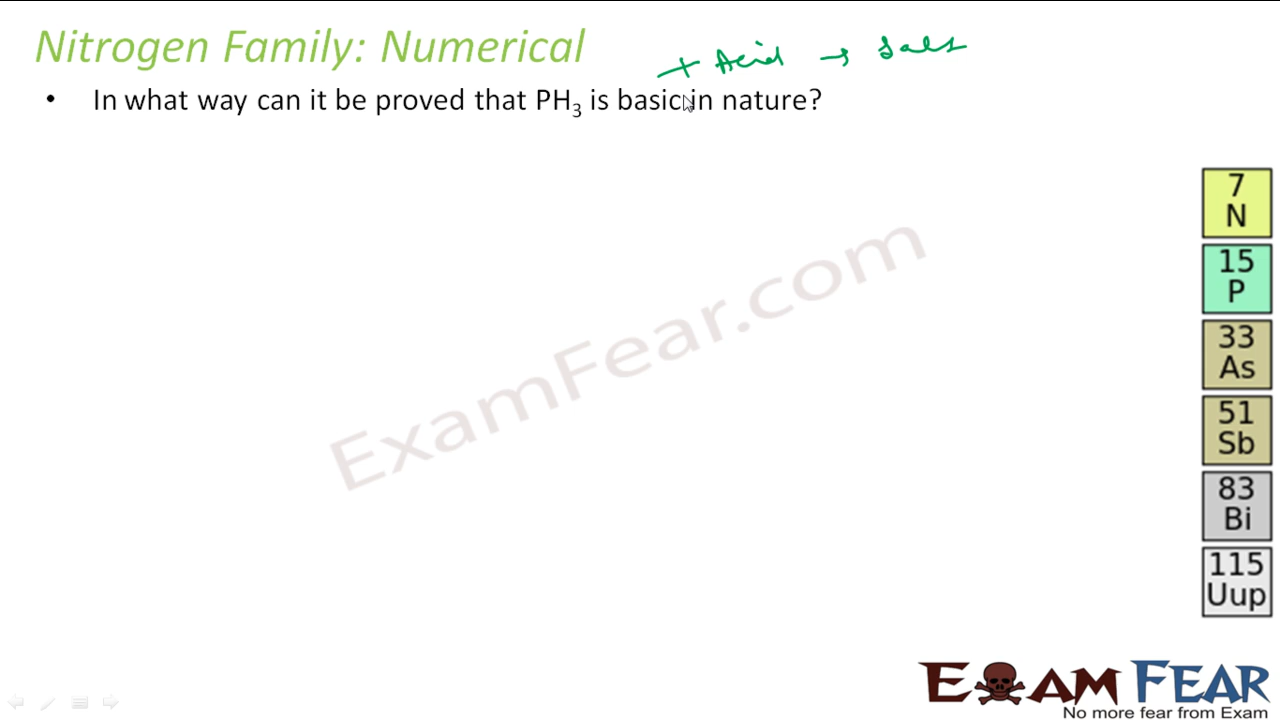 Nitrogen Family: Numerical
+ Acid → Salt
• In what way can it be proved that PH₃ is basic in nature?
ExamFear.com
7
N
15
P
33
As
51
Sb
83
Bi
115
Uup
EXAM FEAR
No more fear from Exam